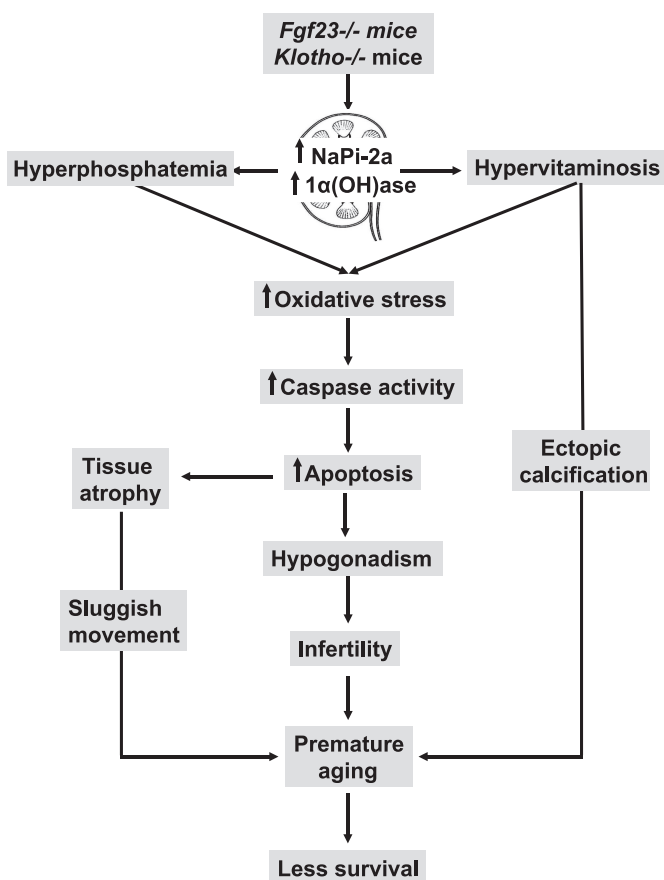 Fgf23-/- mice
Klotho-/- mice
↑ NaPi-2a
↑ 1α(OH)ase
Hyperphosphatemia
Hypervitaminosis
↑Oxidative stress
↑Caspase activity
↑Apoptosis
Tissue
atrophy
Ectopic
calcification
Hypogonadism
Sluggish
movement
Infertility
Premature
aging
Less survival